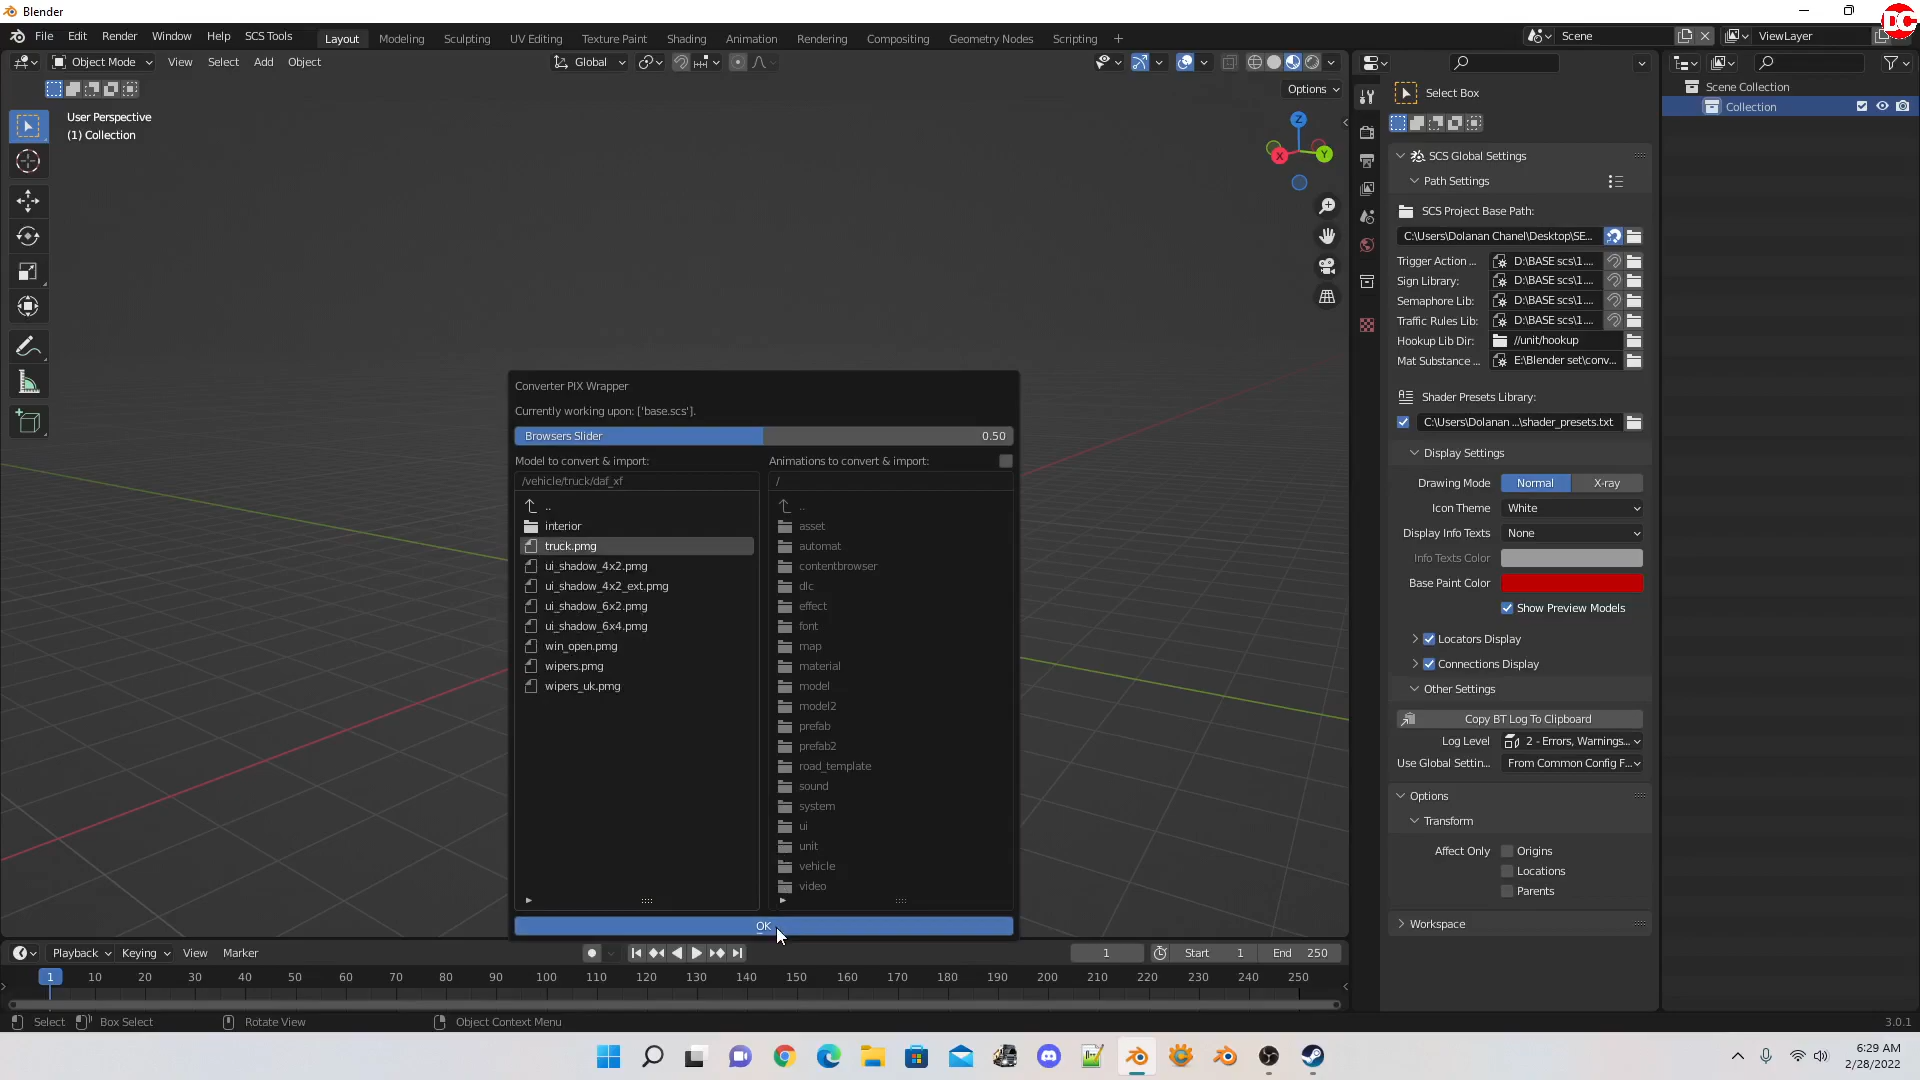 Blender
DC
File Edit Render Window Help SCS Tools Layout Modeling Sculpting UV Editing Texture Paint Shading Animation Rendering Compositing Geometry Nodes Scripting + Scene ViewLayer
Object Mode View Select Add Object Global
Options
User Perspective
(1) Collection
Z
X Y
Select Box
SCS Global Settings
Path Settings
SCS Project Base Path:
C:\Users\Dolanan Chanel\Desktop\SE...
Trigger Action ... D:\BASE scs\1....
Sign Library: D:\BASE scs\1....
Semaphore Lib: D:\BASE scs\1....
Traffic Rules Lib: D:\BASE scs\1....
Hookup Lib Dir: //unit/hookup
Mat Substance ... E:\Blender set\conv...
Shader Presets Library:
C:\Users\Dolanan ...\shader_presets.txt
Display Settings
Drawing Mode Normal X-ray
Icon Theme White
Display Info Texts None
Info Texts Color
Base Paint Color
Show Preview Models
Locators Display
Connections Display
Other Settings
Copy BT Log To Clipboard
Log Level 2 - Errors, Warnings...
Use Global Settin... From Common Config F...
Options
Transform
Affect Only Origins
Locations
Parents
Workspace
Scene Collection
Collection
Converter PIX Wrapper
Currently working upon: ['base.scs'].
Browsers Slider 0.50
Model to convert & import:
/vehicle/truck/daf_xf
..
interior
truck.pmg
ui_shadow_4x2.pmg
ui_shadow_4x2_ext.pmg
ui_shadow_6x2.pmg
ui_shadow_6x4.pmg
win_open.pmg
wipers.pmg
wipers_uk.pmg
Animations to convert & import:
/
..
asset
automat
contentbrowser
dlc
effect
font
map
material
model
model2
prefab
prefab2
road_template
sound
system
ui
unit
vehicle
video
OK
Playback Keying View Marker 1 Start 1 End 250
1 10 20 30 40 50 60 70 80 90 100 110 120 130 140 150 160 170 180 190 200 210 220 230 240 250
Select Box Select Rotate View Object Context Menu 3.0.1
6:29 AM
2/28/2022